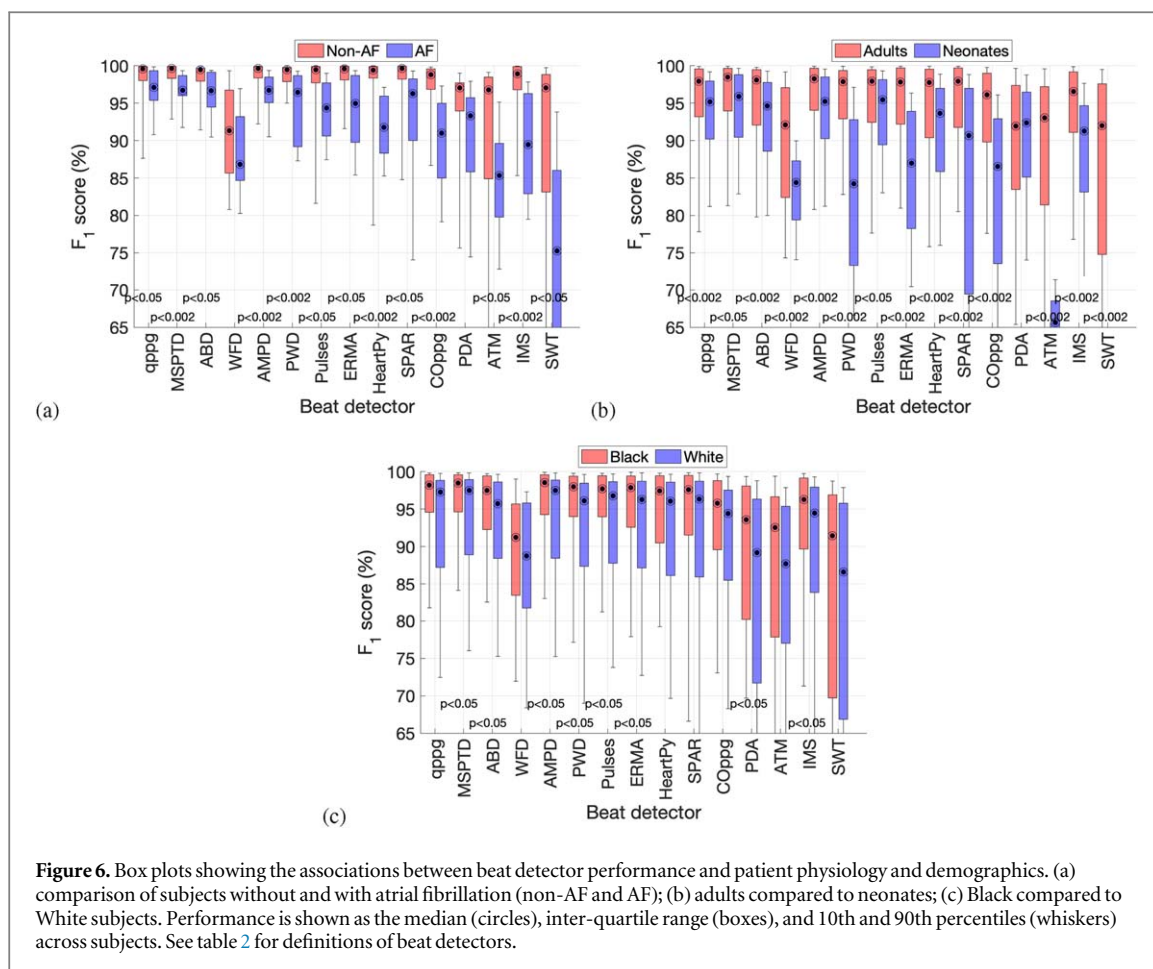 Non-AF AF
100
95
90
85
80
75
70
65
F1 score (%)
p<0.05 p<0.05 p<0.002 p<0.05 p<0.05 p<0.05 p<0.05
p<0.002 p<0.002 p<0.05 p<0.002 p<0.002 p<0.002
qppg MSPTD ABD WFD AMPD PWD Pulses ERMA HeartPy SPAR COppg PDA ATM IMS SWT
Beat detector
(a)
Adults Neonates
100
95
90
85
80
75
70
65
F1 score (%)
p<0.002 p<0.002 p<0.002 p<0.05 p<0.002 p<0.002 p<0.002
p<0.05 p<0.002 p<0.002 p<0.002 p<0.002 p<0.002 p<0.002
qppg MSPTD ABD WFD AMPD PWD Pulses ERMA HeartPy SPAR COppg PDA ATM IMS SWT
Beat detector
(b)
Black White
100
95
90
85
80
75
70
65
F1 score (%)
p<0.05 p<0.05 p<0.05 p<0.05
p<0.05 p<0.05 p<0.05 p<0.05
qppg MSPTD ABD WFD AMPD PWD Pulses ERMA HeartPy SPAR COppg PDA ATM IMS SWT
Beat detector
(c)
Figure 6. Box plots showing the associations between beat detector performance and patient physiology and demographics. (a)
comparison of subjects without and with atrial fibrillation (non-AF and AF); (b) adults compared to neonates; (c) Black compared to
White subjects. Performance is shown as the median (circles), inter-quartile range (boxes), and 10th and 90th percentiles (whiskers)
across subjects. See table 2 for definitions of beat detectors.